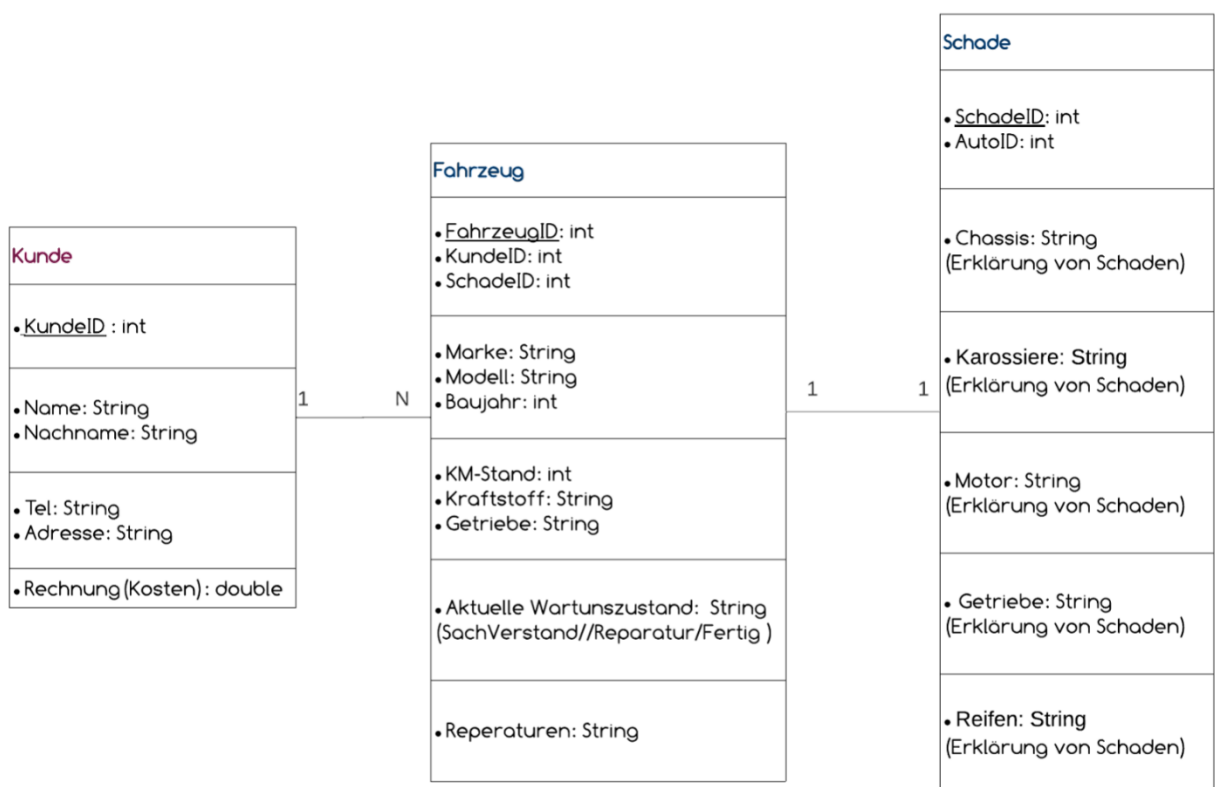 Kunde
• KundeID : int
• Name: String
• Nachname: String
• Tel: String
• Adresse: String
• Rechnung(Kosten): double
1
N
Fahrzeug
• FahrzeugID: int
• KundeID: int
• SchadeID: int
• Marke: String
• Modell: String
• Baujahr: int
• KM-Stand: int
• Kraftstoff: String
• Getriebe: String
• Aktuelle Wartunszustand: String
(SachVerstand//Reparatur/Fertig )
• Reperaturen: String
1
1
Schade
• SchadeID: int
• AutoID: int
• Chassis: String
(Erklärung von Schaden)
• Karossiere: String
(Erklärung von Schaden)
• Motor: String
(Erklärung von Schaden)
• Getriebe: String
(Erklärung von Schaden)
• Reifen: String
(Erklärung von Schaden)